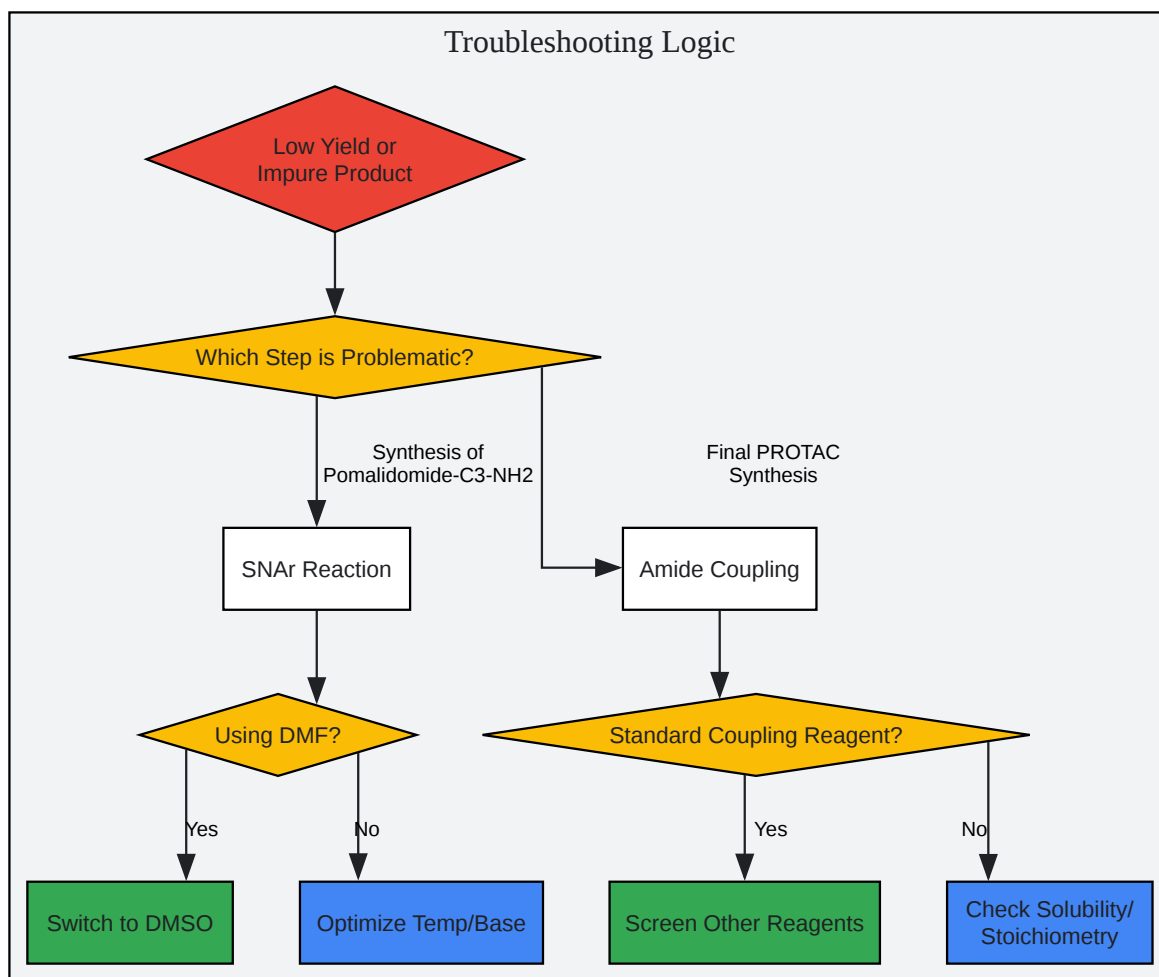 Troubleshooting Logic
Low Yield or
Impure Product
Which Step is Problematic?
Synthesis of
Pomalidomide-C3-NH2
Final PROTAC
Synthesis
SNAr Reaction
Amide Coupling
Using DMF?
Standard Coupling Reagent?
Yes
No
Yes
No
Switch to DMSO
Optimize Temp/Base
Screen Other Reagents
Check Solubility/
Stoichiometry